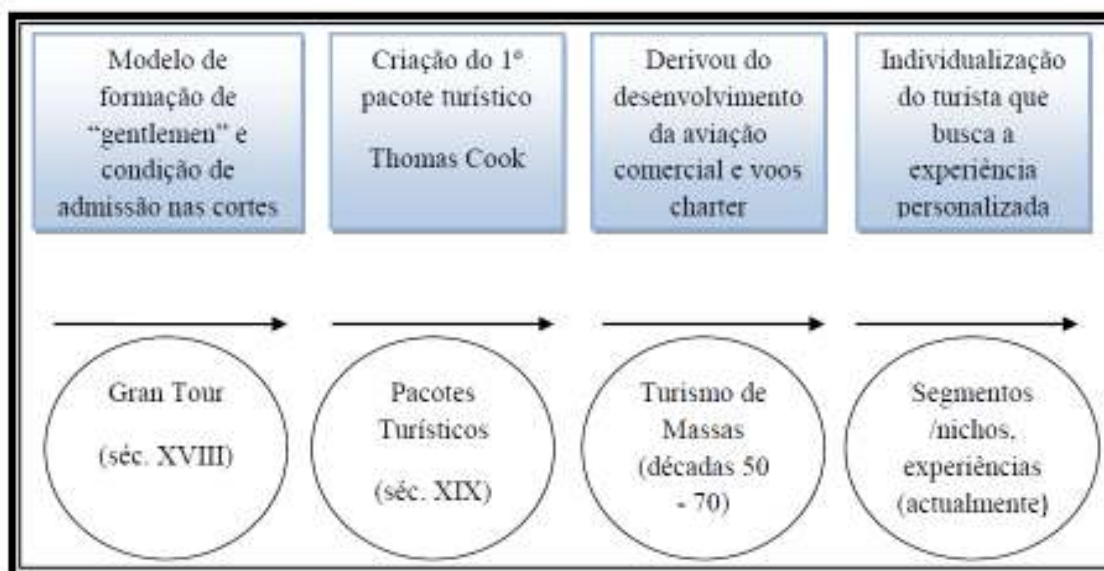 Modelo de
formação de
“gentlemen” e
condição de
admissão nas cortes
Criação do 1º
pacote turístico
Thomas Cook
Derivou do
desenvolvimento
da aviação
comercial e voos
charter
Individualização
do turista que
busca a
experiência
personalizada
Gran Tour
(séc. XVIII)
Pacotes
Turísticos
(séc. XIX)
Turismo de
Massas
(décadas 50
- 70)
Segmentos
/nichos,
experiências
(actualmente)